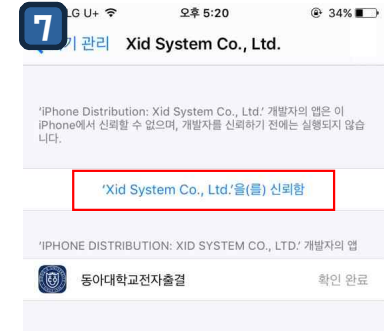 7
LG U+ 오후 5:20 34%
기 관리 Xid System Co., Ltd.
'iPhone Distribution: Xid System Co., Ltd.' 개발자의 앱은 이
iPhone에서 신뢰할 수 없으며, 개발자를 신뢰하기 전에는 실행되지 않습
니다.
'Xid System Co., Ltd.'을(를) 신뢰함
'IPHONE DISTRIBUTION: XID SYSTEM CO., LTD.' 개발자의 앱
동아대학교전자출결 확인 완료